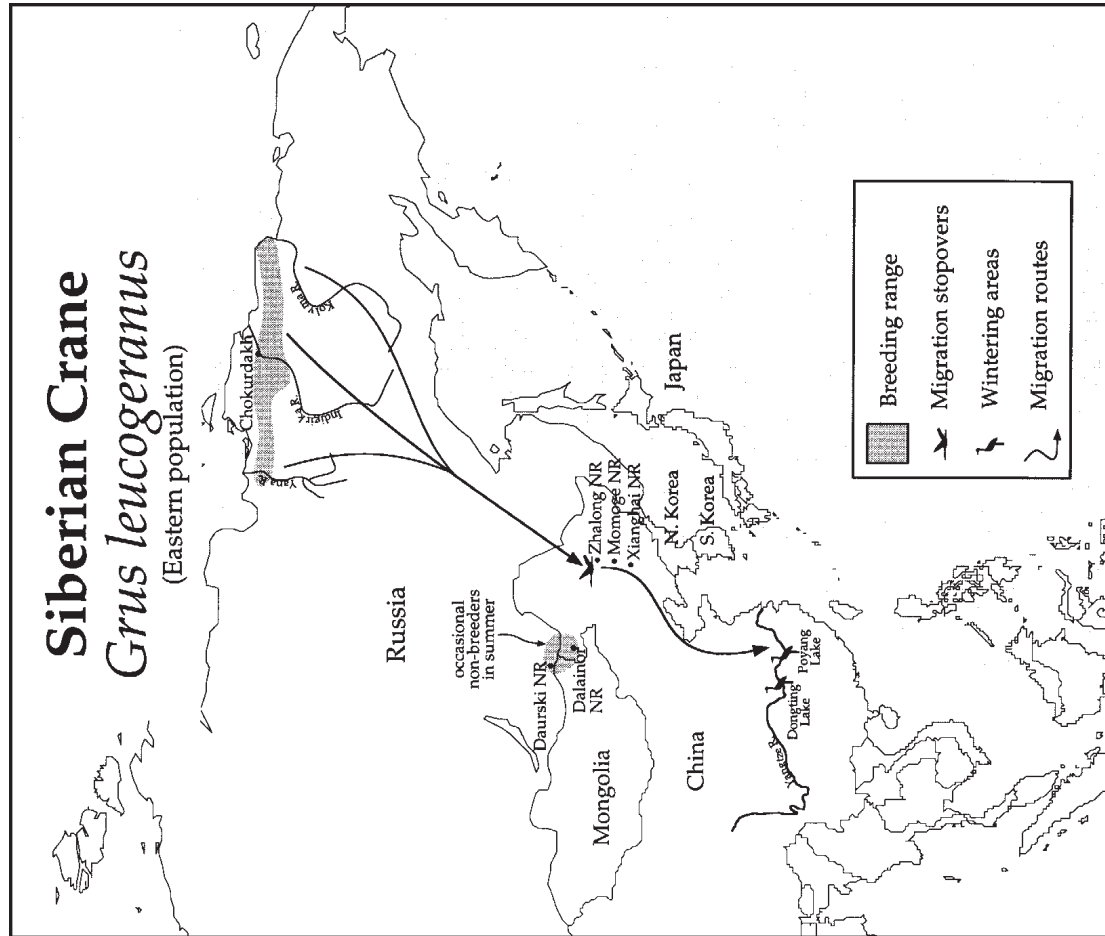 Siberian Crane
Grus leucogeranus
(Eastern population)
Chokurdakh
Yana R.
Indigirka R.
Kolyma R.
Russia
occasional
non-breeders
in summer
Daurski NR
Dalainor
NR
Zhalong NR
Momoge NR
Xianghai NR
Mongolia
China
N. Korea
S. Korea
Japan
Yangtze R.
Dongting
Lake
Poyang
Lake
Breeding range
Migration stopovers
Wintering areas
Migration routes